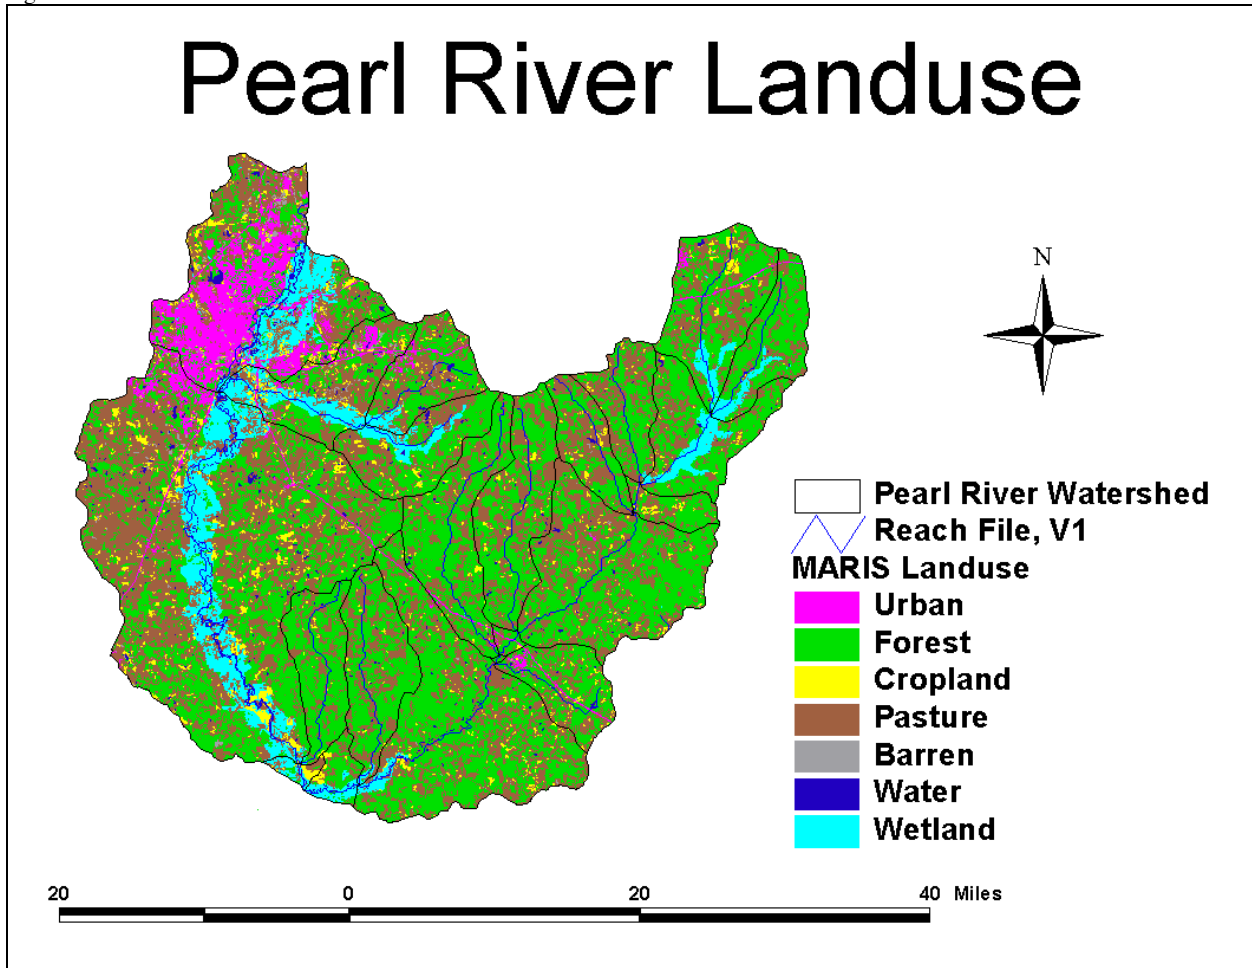 Pearl River Landuse
N
Pearl River Watershed
Reach File, V1
MARIS Landuse
Urban
Forest
Cropland
Pasture
Barren
Water
Wetland
20 0 20 40 Miles